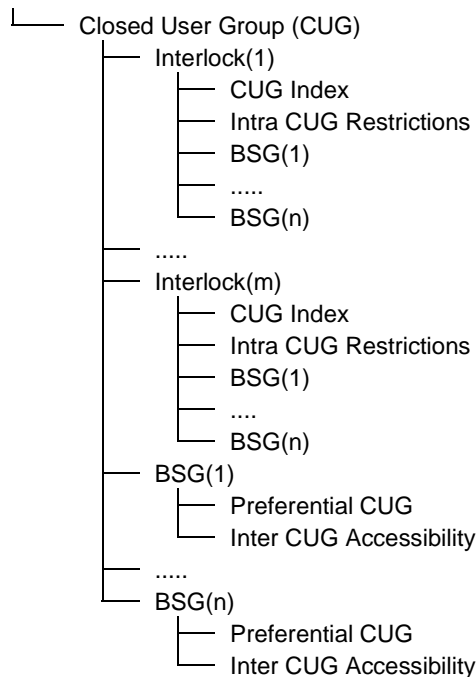 Closed User Group (CUG)
Interlock(1)
CUG Index
Intra CUG Restrictions
BSG(1)
.....
BSG(n)
.....
Interlock(m)
CUG Index
Intra CUG Restrictions
BSG(1)
....
BSG(n)
BSG(1)
Preferential CUG
Inter CUG Accessibility
.....
BSG(n)
Preferential CUG
Inter CUG Accessibility